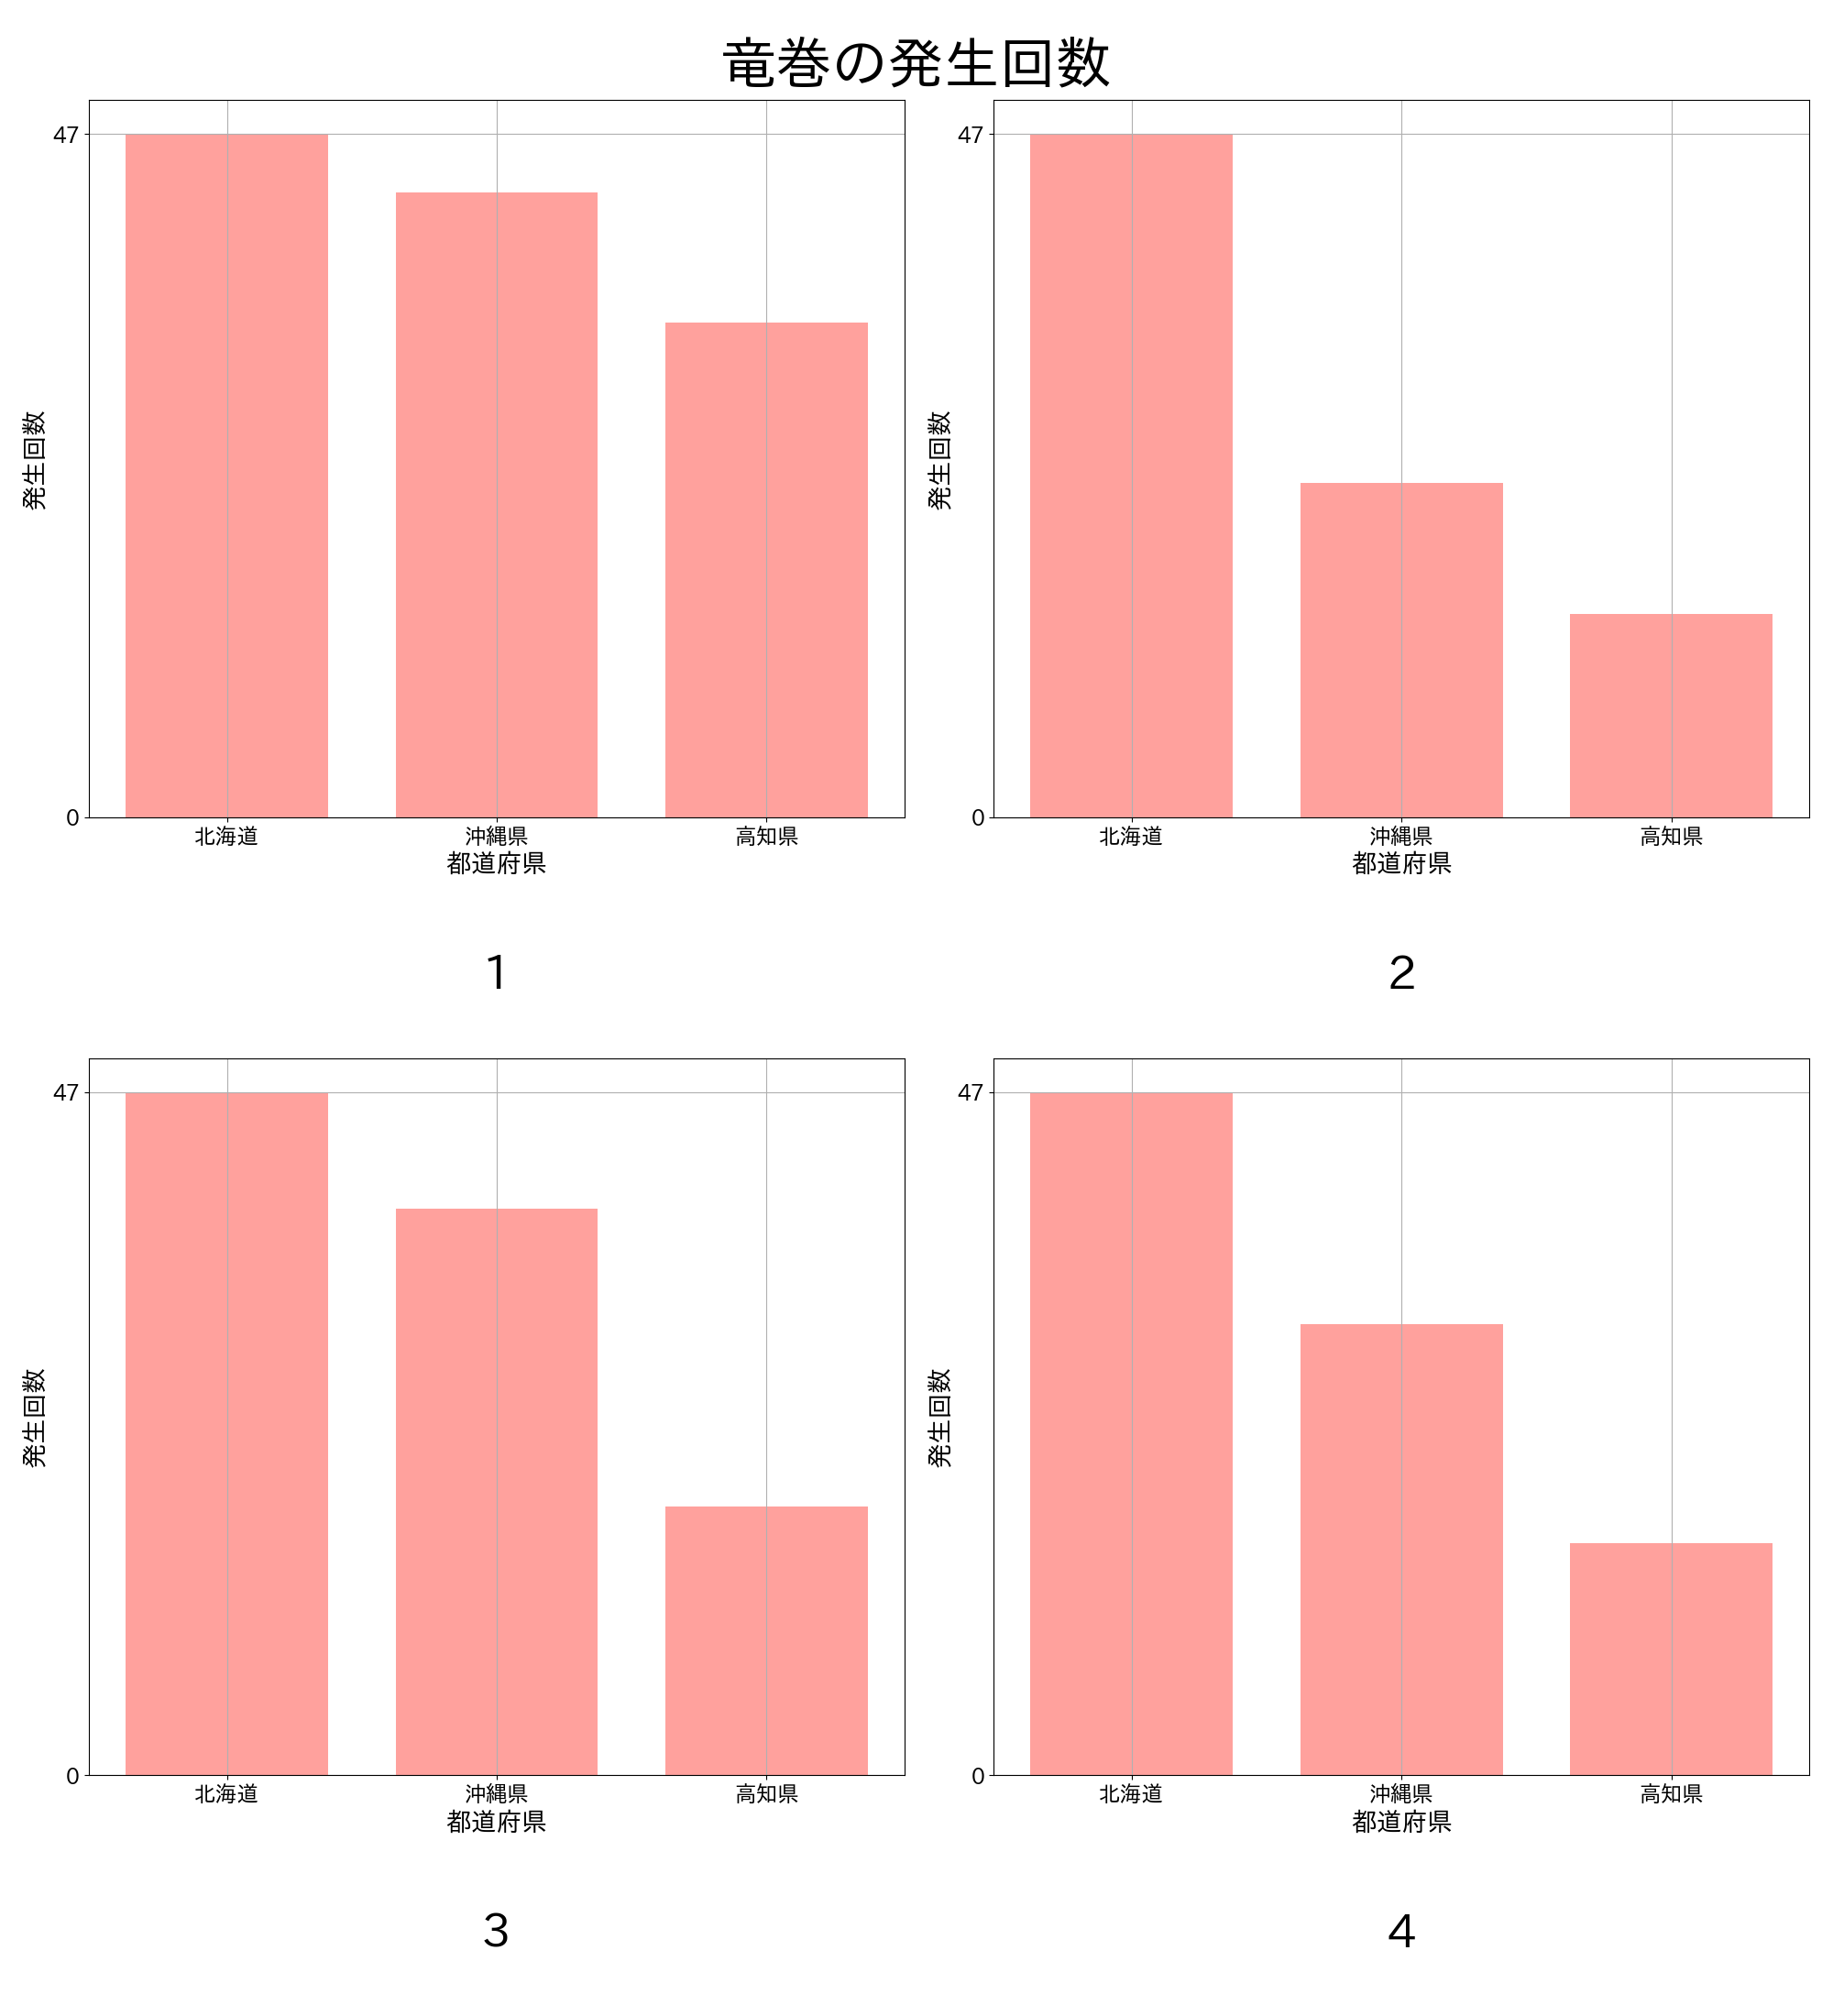 竜巻の発生回数
47
発生回数
0
北海道 沖縄県 高知県
都道府県
1
47
発生回数
0
北海道 沖縄県 高知県
都道府県
2
47
発生回数
0
北海道 沖縄県 高知県
都道府県
3
47
発生回数
0
北海道 沖縄県 高知県
都道府県
4